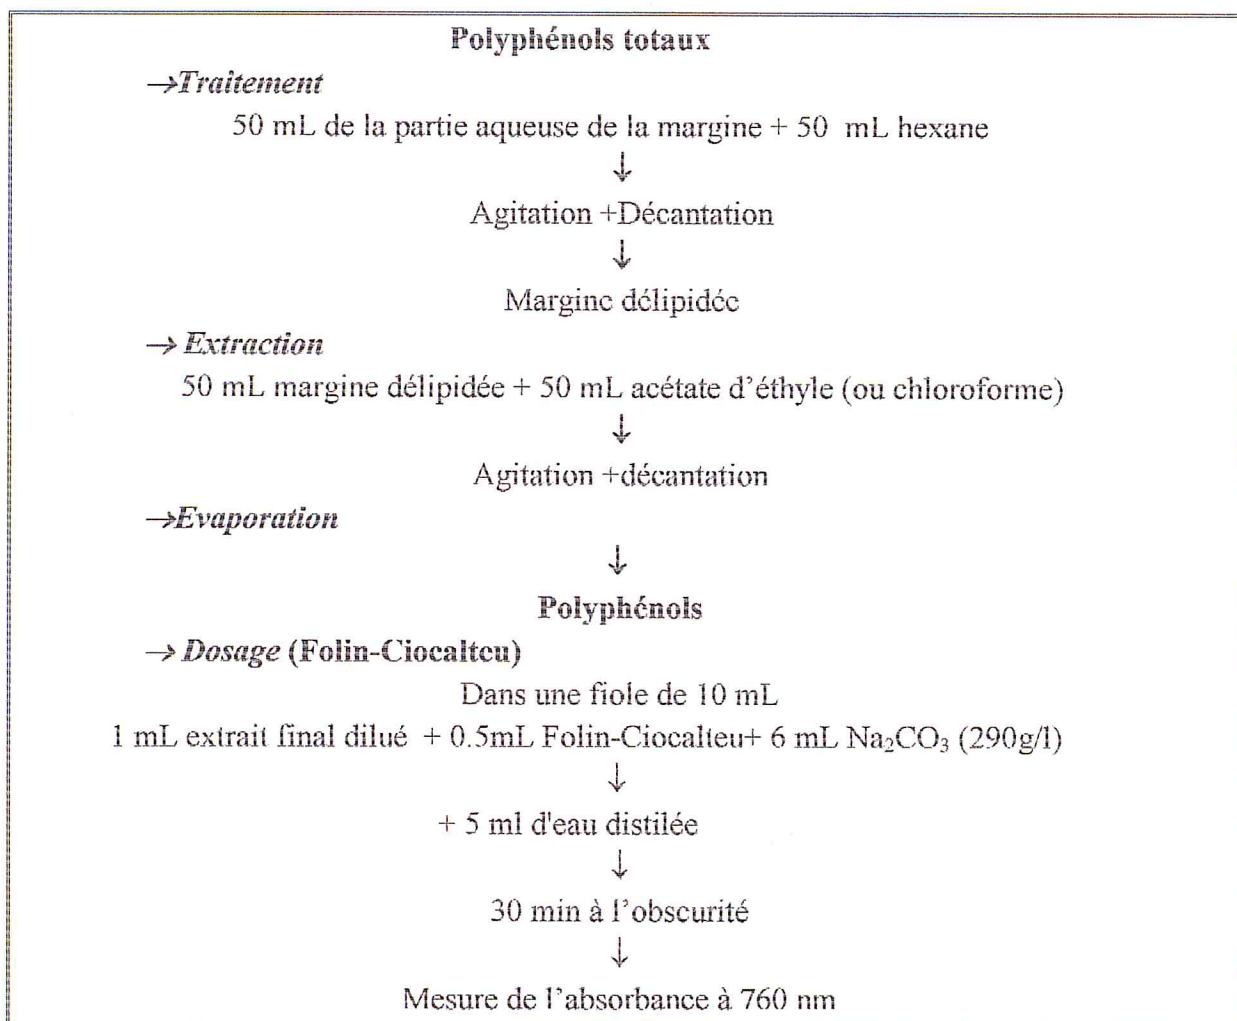 Polyphénols totaux
→Traitement
50 mL de la partie aqueuse de la margine + 50 mL hexane
↓
Agitation +Décantation
↓
Margine délipidée
→ Extraction
50 mL margine délipidée + 50 mL acétate d'éthyle (ou chloroforme)
↓
Agitation +décantation
→Evaporation
↓
Polyphénols
→ Dosage (Folin-Ciocalteu)
Dans une fiole de 10 mL
1 mL extrait final dilué + 0.5mL Folin-Ciocalteu+ 6 mL Na₂CO₃ (290g/l)
↓
+ 5 ml d'eau distilée
↓
30 min à l'obscurité
↓
Mesure de l'absorbance à 760 nm